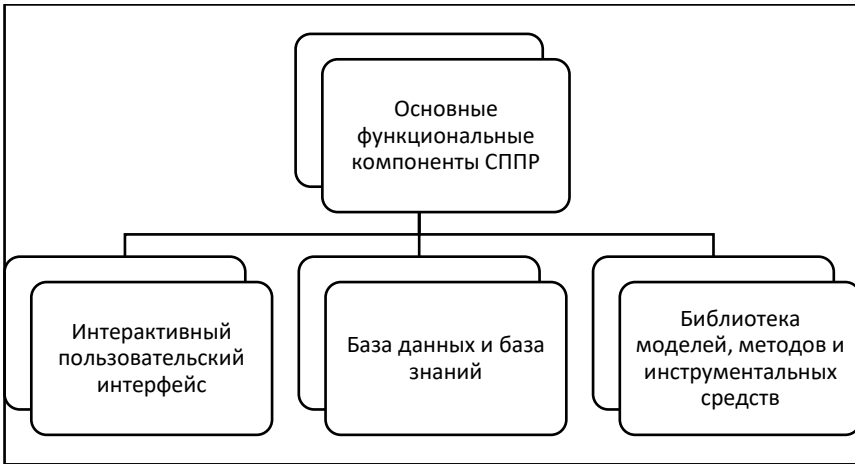 Основные
функциональные
компоненты СППР
Интерактивный
пользовательский
интерфейс
База данных и база
знаний
Библиотека
моделей, методов и
инструментальных
средств